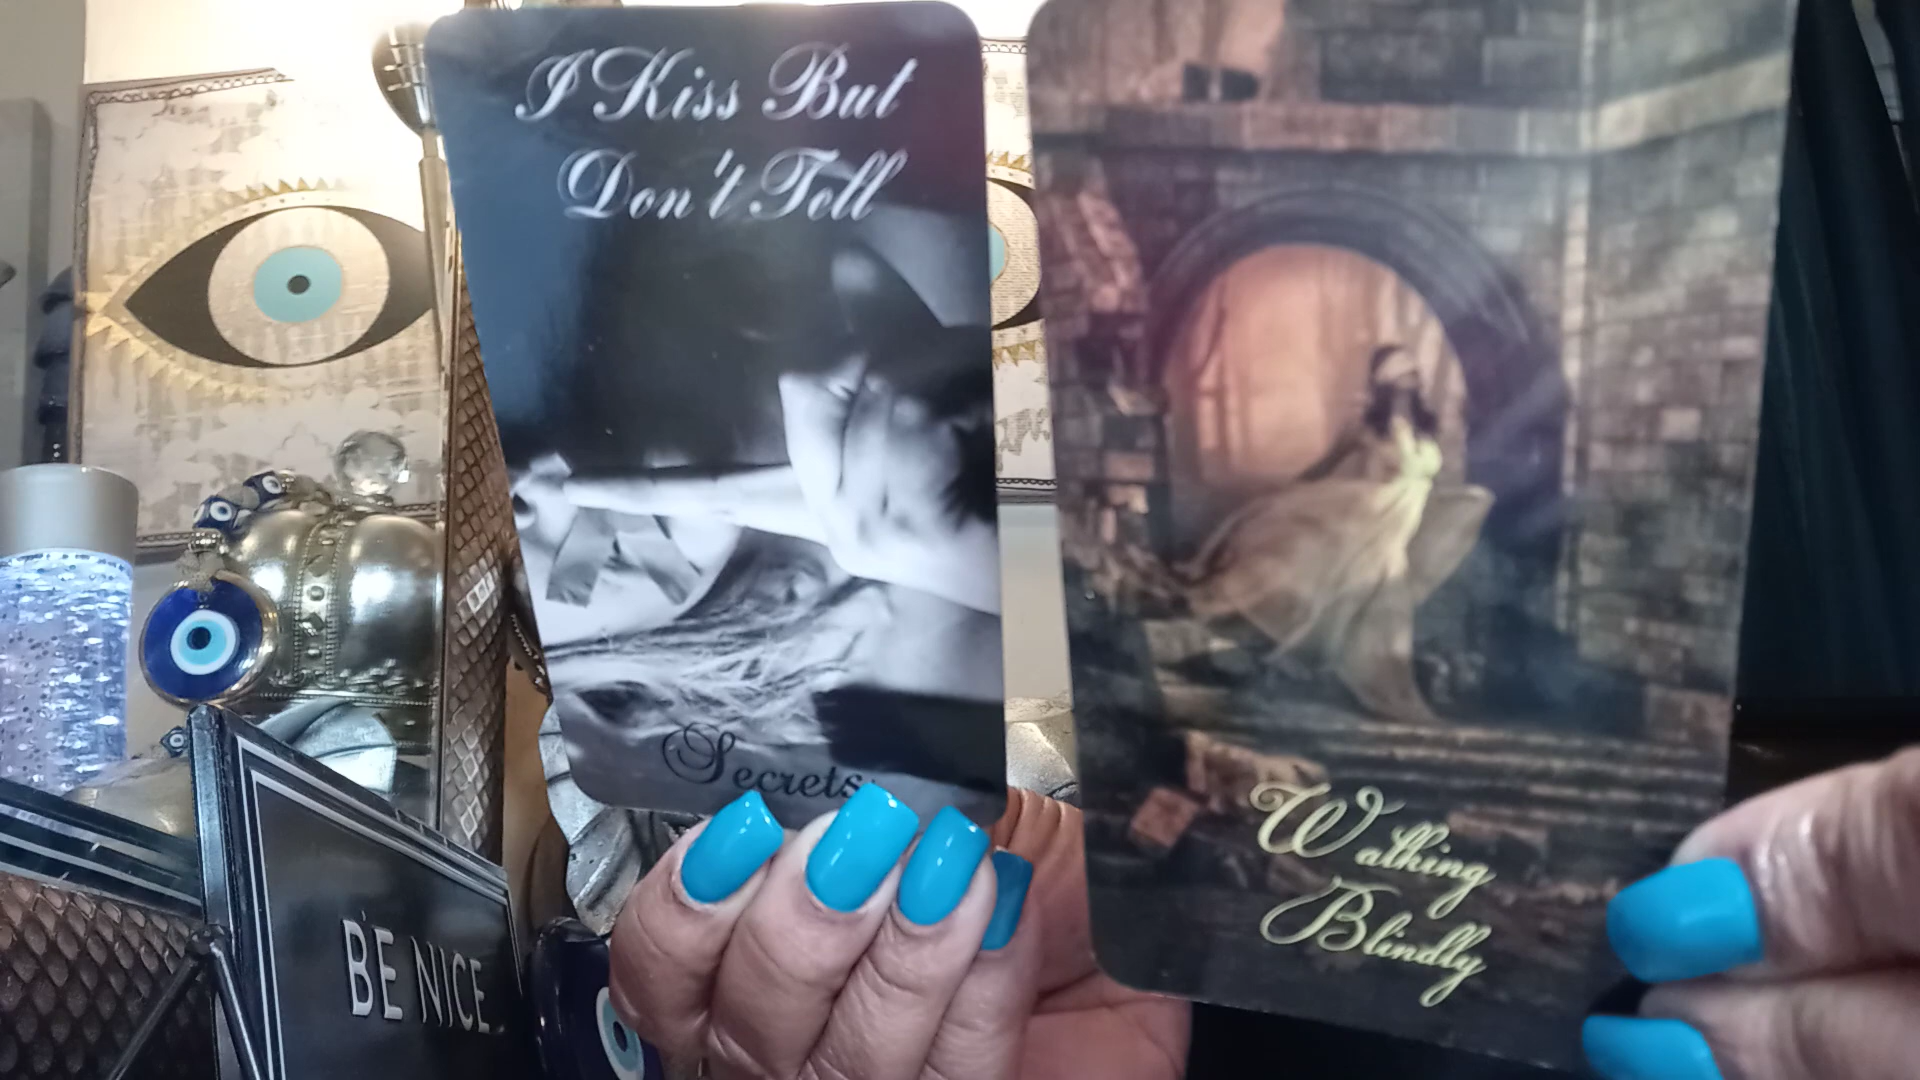 I Kiss But
Don't Tell
Secrets
Walking
Blindly
BE NICE.